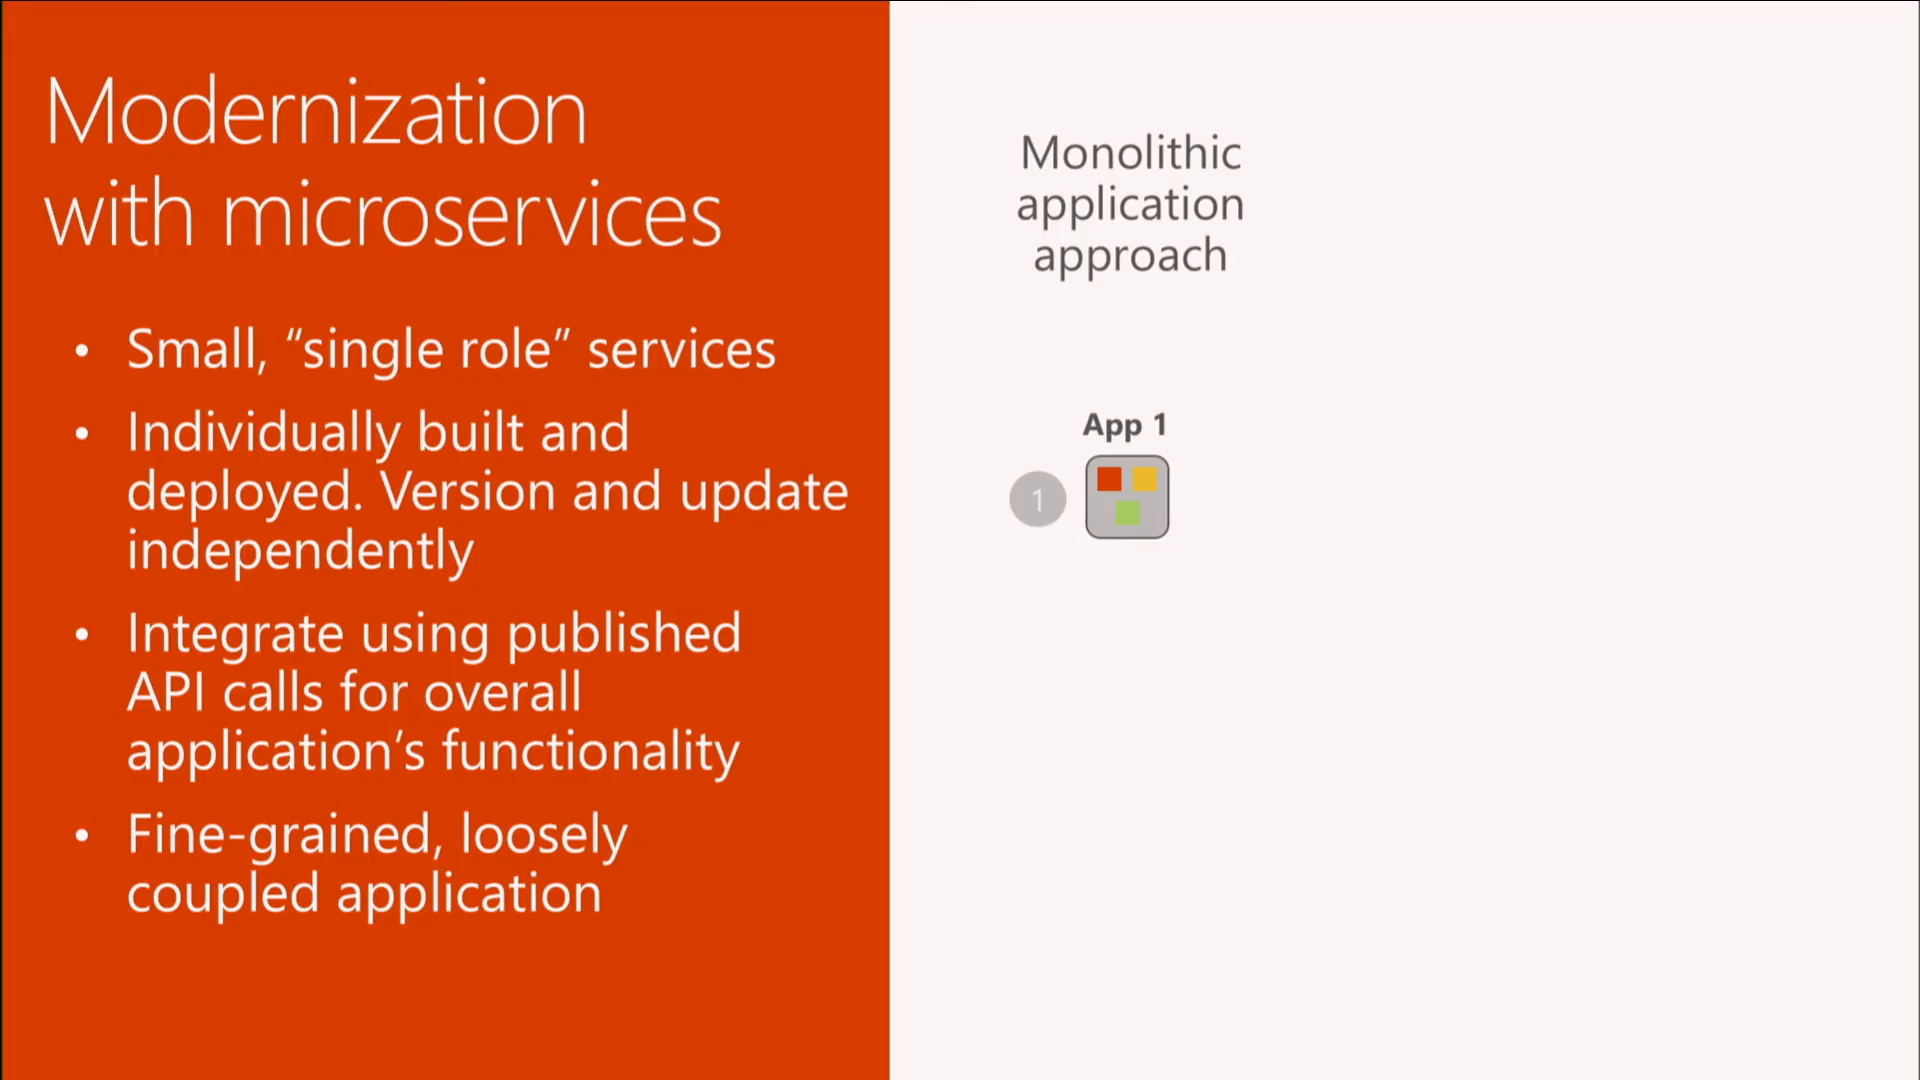 Modernization
with microservices
• Small, “single role” services
• Individually built and
deployed. Version and update
independently
• Integrate using published
API calls for overall
application’s functionality
• Fine-grained, loosely
coupled application
Monolithic
application
approach
App 1
1